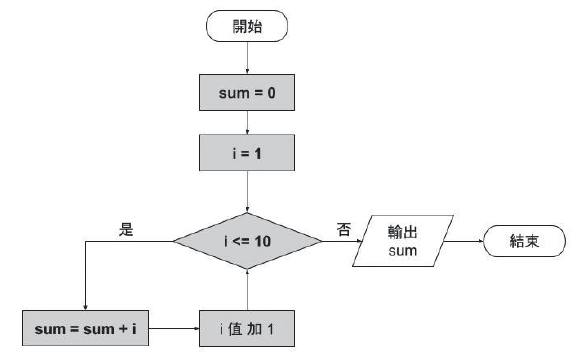 開始
sum = 0
i = 1
i <= 10
是
否
輸出
sum
結束
sum = sum + i
i 值 加 1